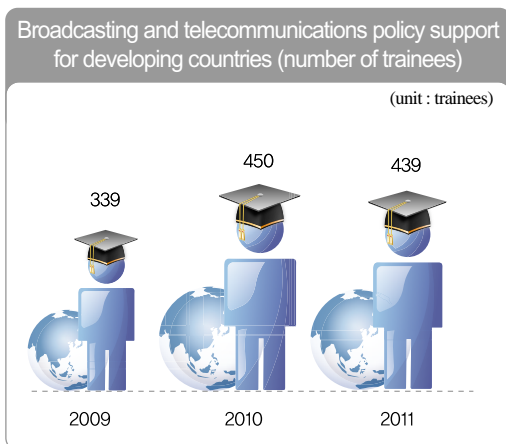 Broadcasting and telecommunications policy support
for developing countries (number of trainees)
(unit : trainees)
339
450
439
2009
2010
2011